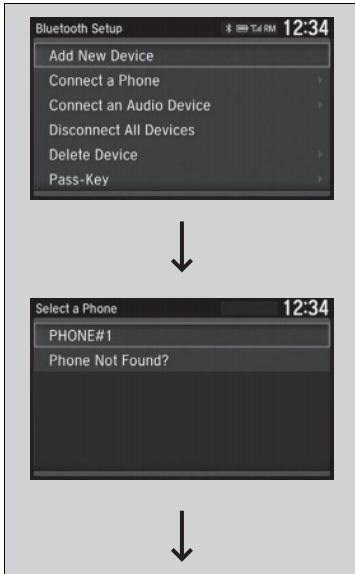 Bluetooth Setup 12:34
Add New Device
Connect a Phone
Connect an Audio Device
Disconnect All Devices
Delete Device
Pass-Key
Select a Phone 12:34
PHONE#1
Phone Not Found?